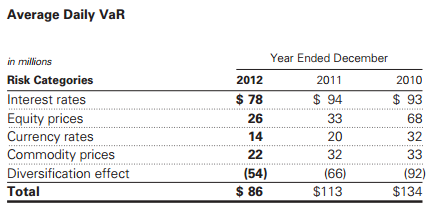 Average Daily VaR
in millions Year Ended December
Risk Categories 2012 2011 2010
Interest rates $ 78 $ 94 $ 93
Equity prices 26 33 68
Currency rates 14 20 32
Commodity prices 22 32 33
Diversification effect (54) (66) (92)
Total $ 86 $113 $134